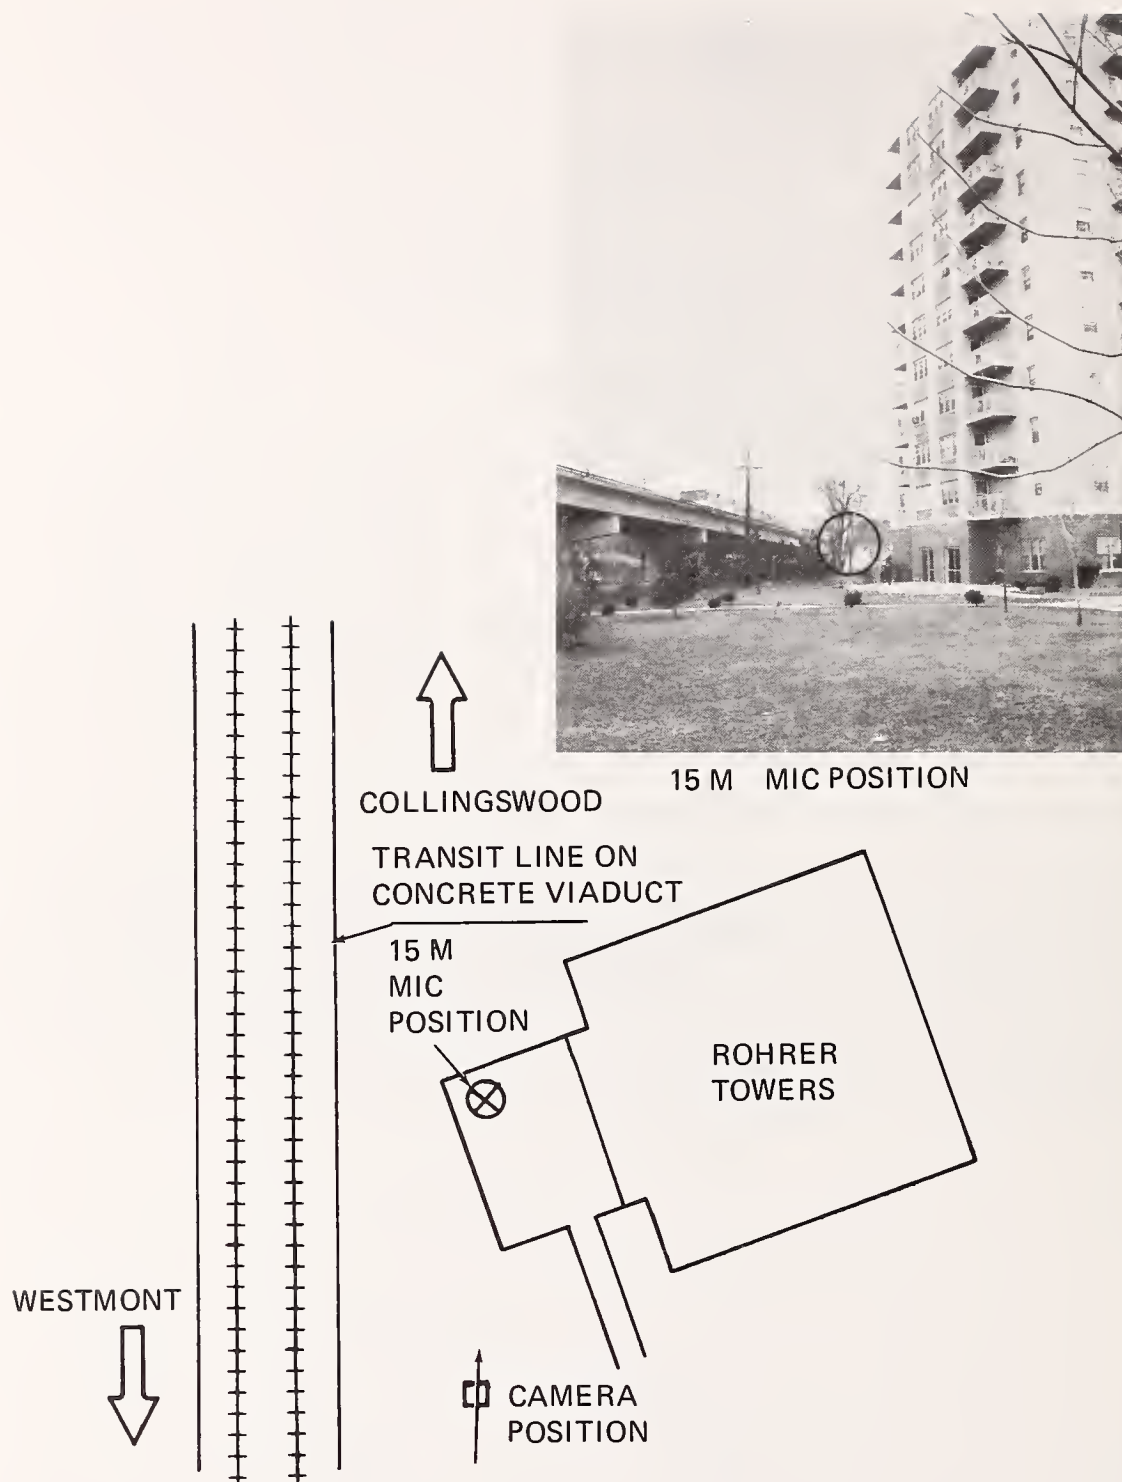 15 M MIC POSITION
COLLINGSWOOD
TRANSIT LINE ON
CONCRETE VIADUCT
15 M
MIC
POSITION
ROHRER
TOWERS
WESTMONT
CAMERA
POSITION